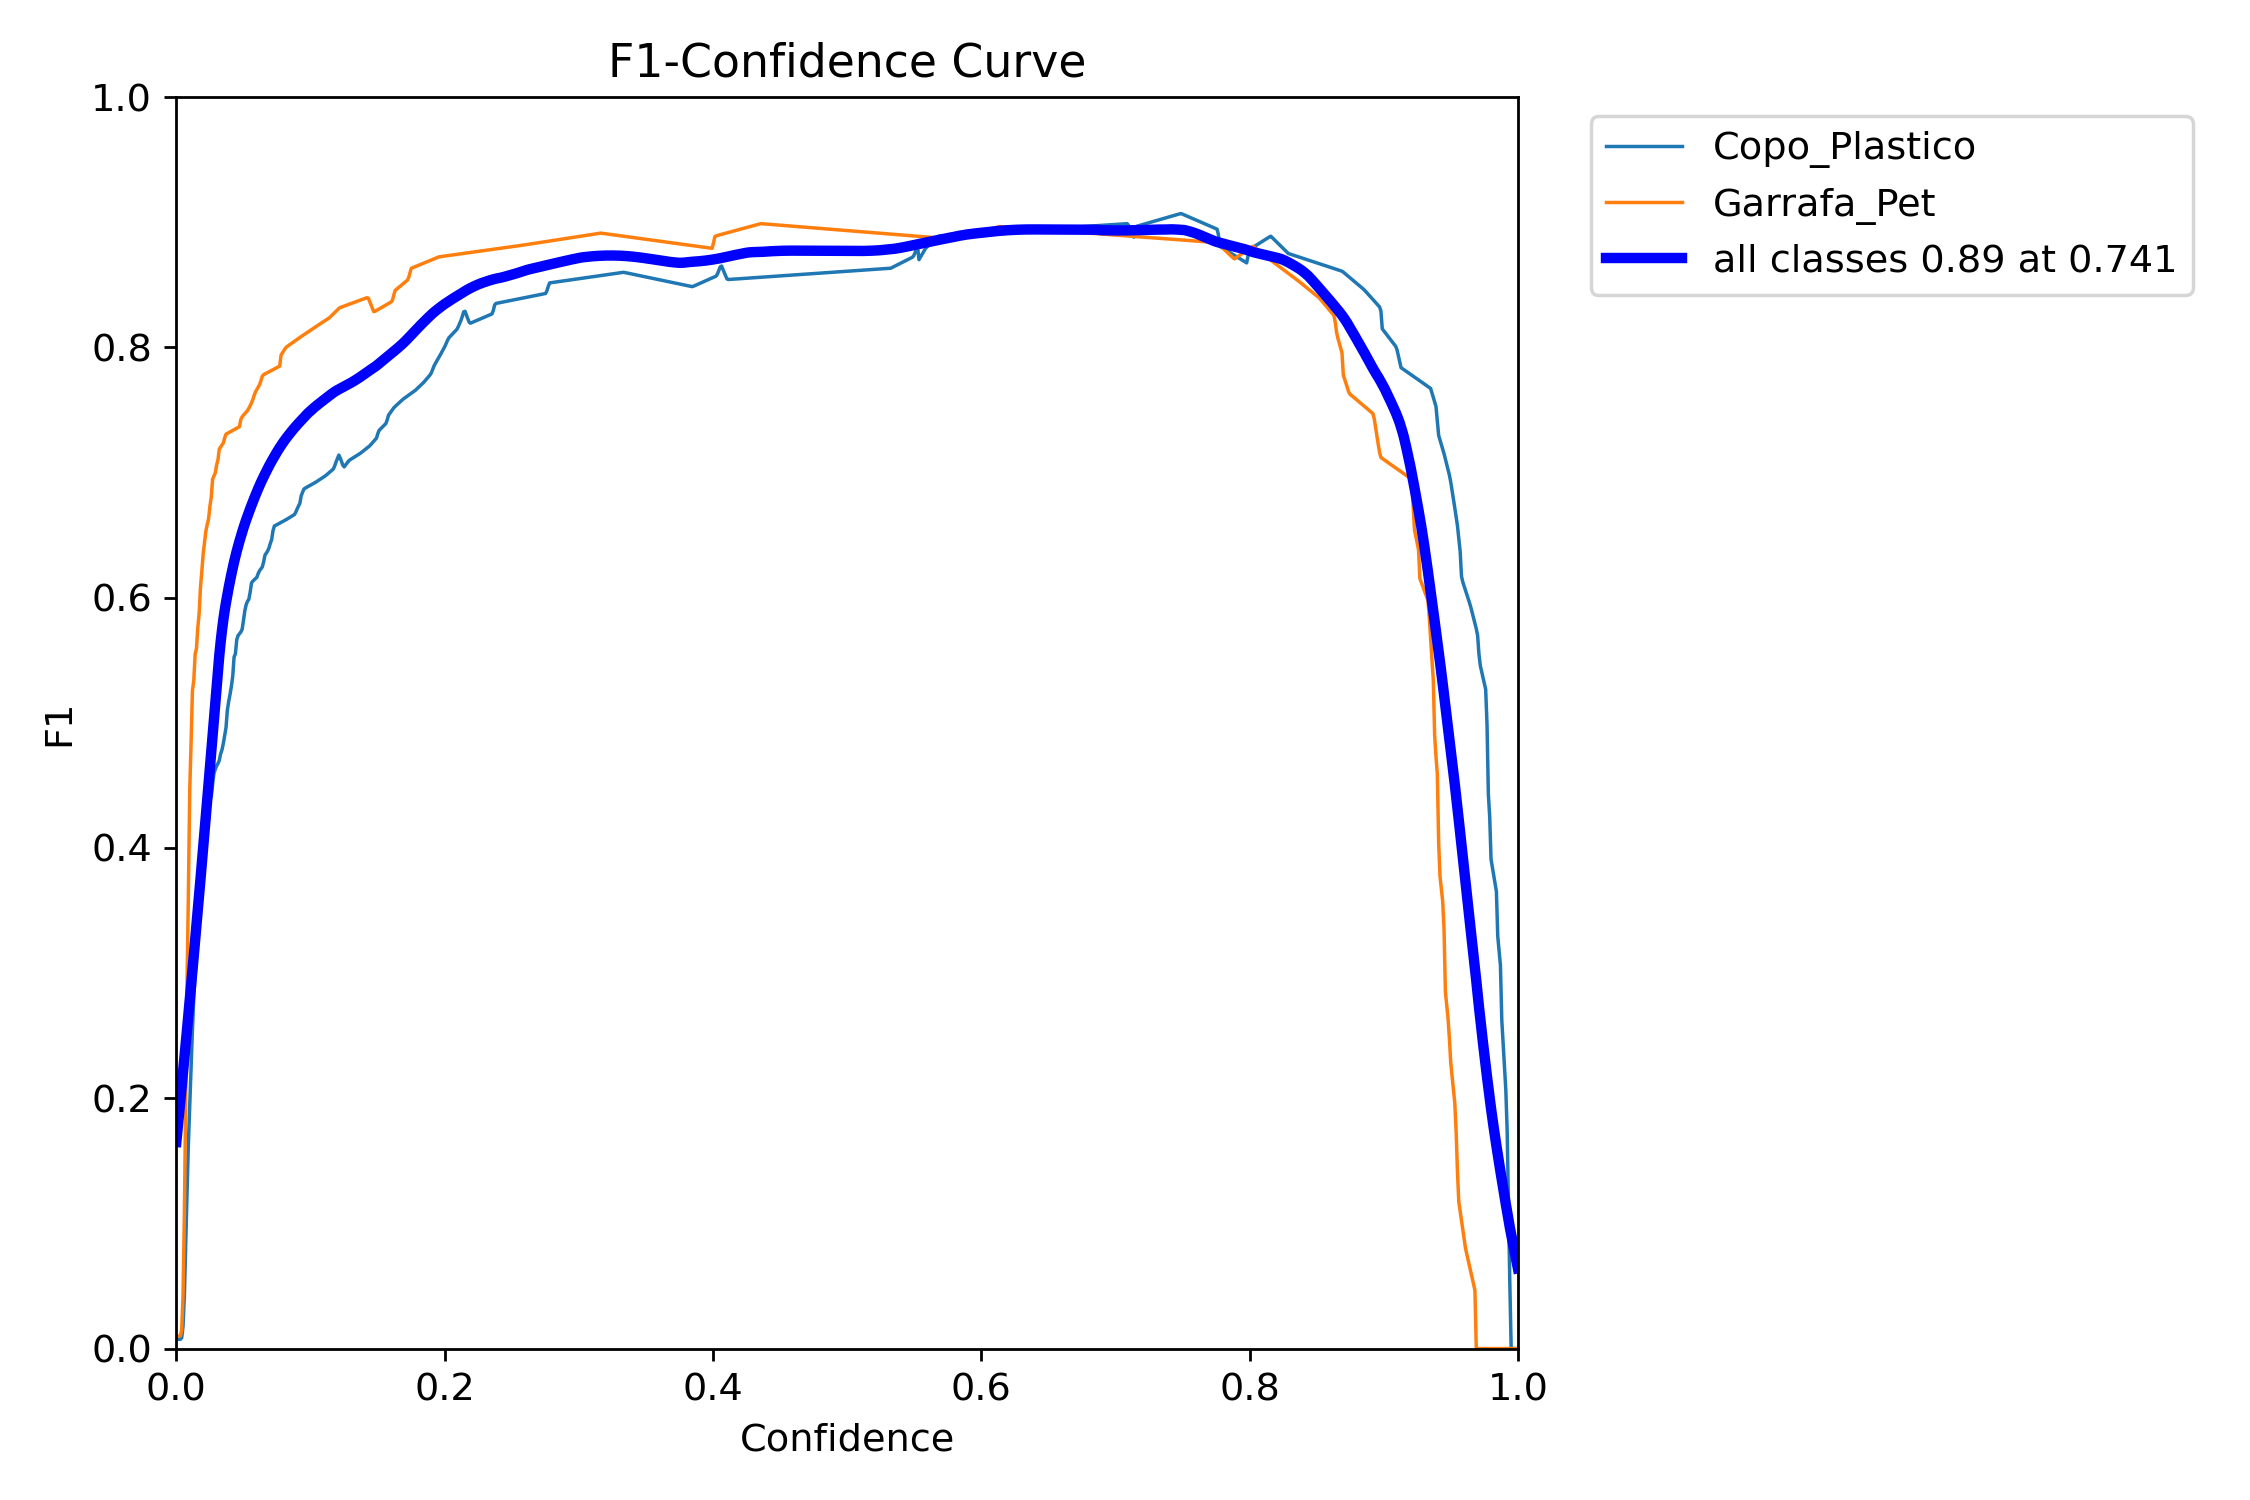 F1-Confidence Curve
1.0
0.8
0.6
0.4
0.2
0.0
F1
0.0 0.2 0.4 0.6 0.8 1.0
Confidence
Copo_Plastico
Garrafa_Pet
all classes 0.89 at 0.741